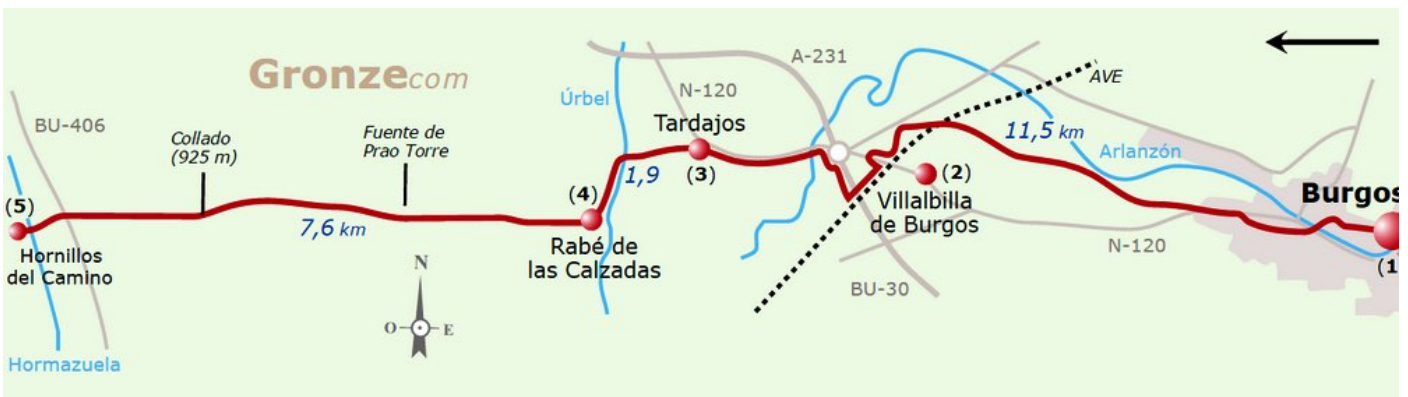 Gronzecom
A-231
AVE
Úrbel
N-120
BU-406
Collado
(925 m)
Fuente de
Prao Torre
Tardajos
11,5 km
Arlanzón
(3)
1,9
(2)
Villalbilla
de Burgos
Burgos
(1
(4)
(5)
7,6 km
Rabé de
las Calzadas
N-120
Hornillos
del Camino
N
O
E
BU-30
Hormazuela